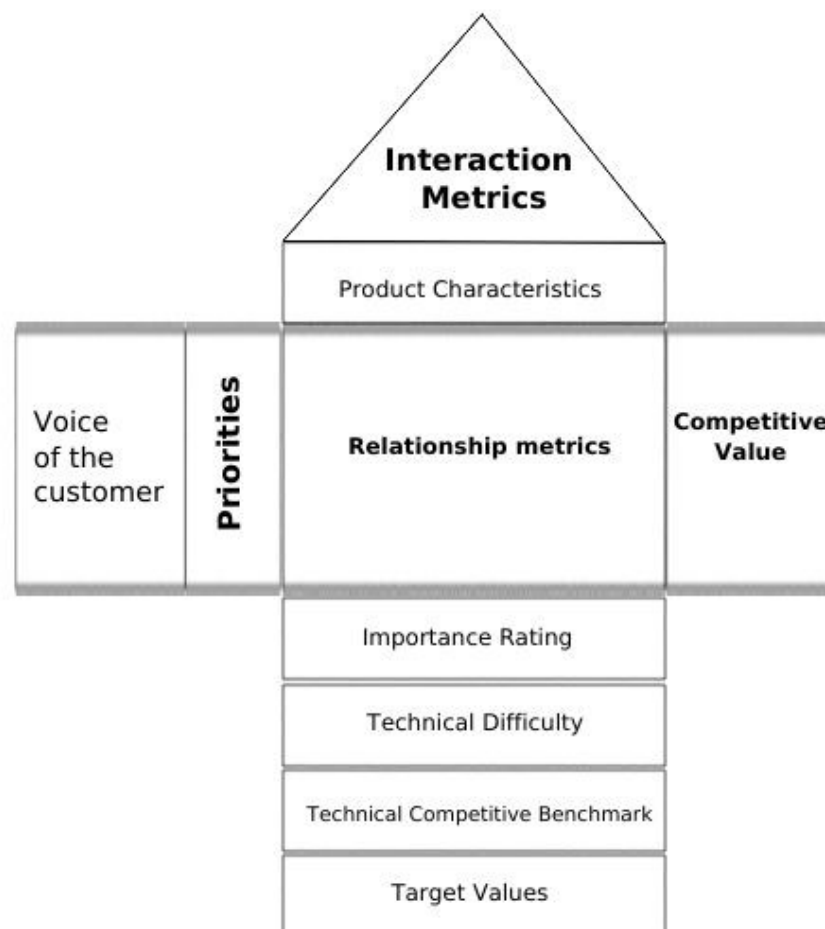 Interaction
Metrics
Product Characteristics
Voice
of the
customer
Priorities
Relationship metrics
Competitive
Value
Importance Rating
Technical Difficulty
Technical Competitive Benchmark
Target Values